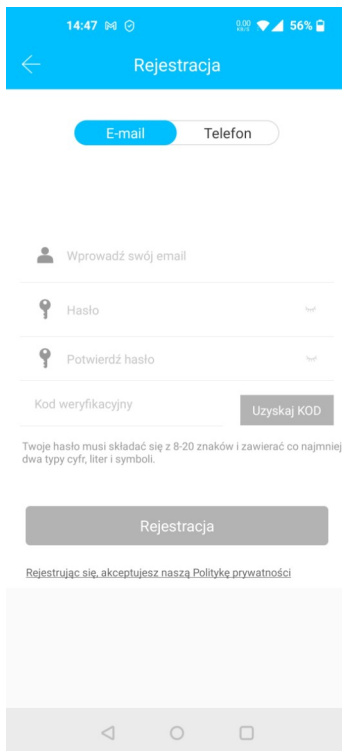 14:47 0.00 KB/S 56%
Rejestracja
E-mail Telefon
Wprowadź swój email
Hasło
Potwierdź hasło
Kod weryfikacyjny Uzyskaj KOD
Twoje hasło musi składać się z 8-20 znaków i zawierać co najmniej
dwa typy cyfr, liter i symboli.
Rejestracja
Rejestrując się, akceptujesz naszą Politykę prywatności